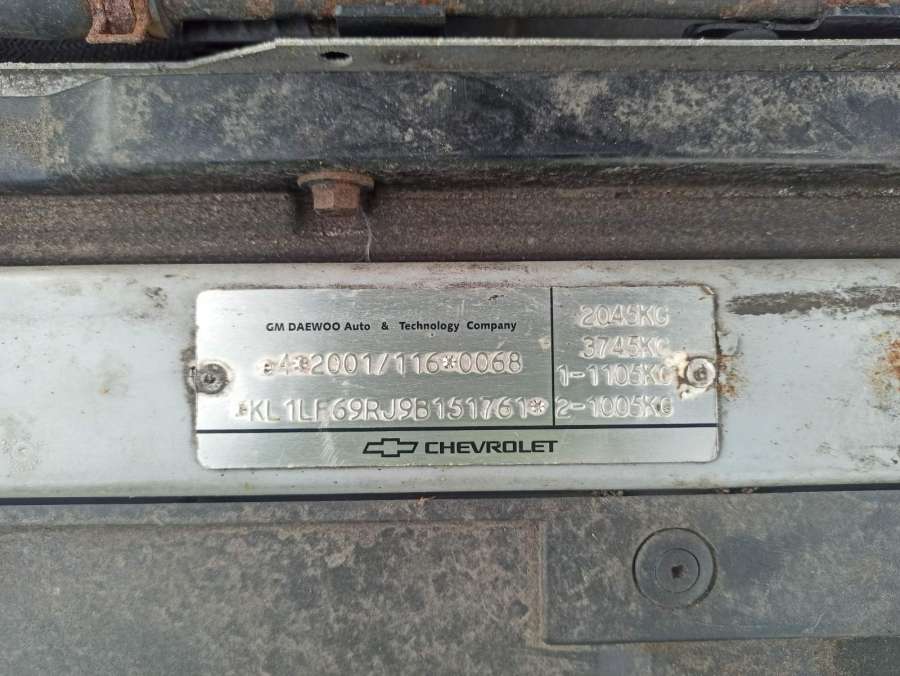 GM DAEWOO Auto & Technology Company
e4*2001/116*0068
*KL1LF69RJ9B151761*
2045KG
3745KG
1-1105KG
2-1005KG
CHEVROLET